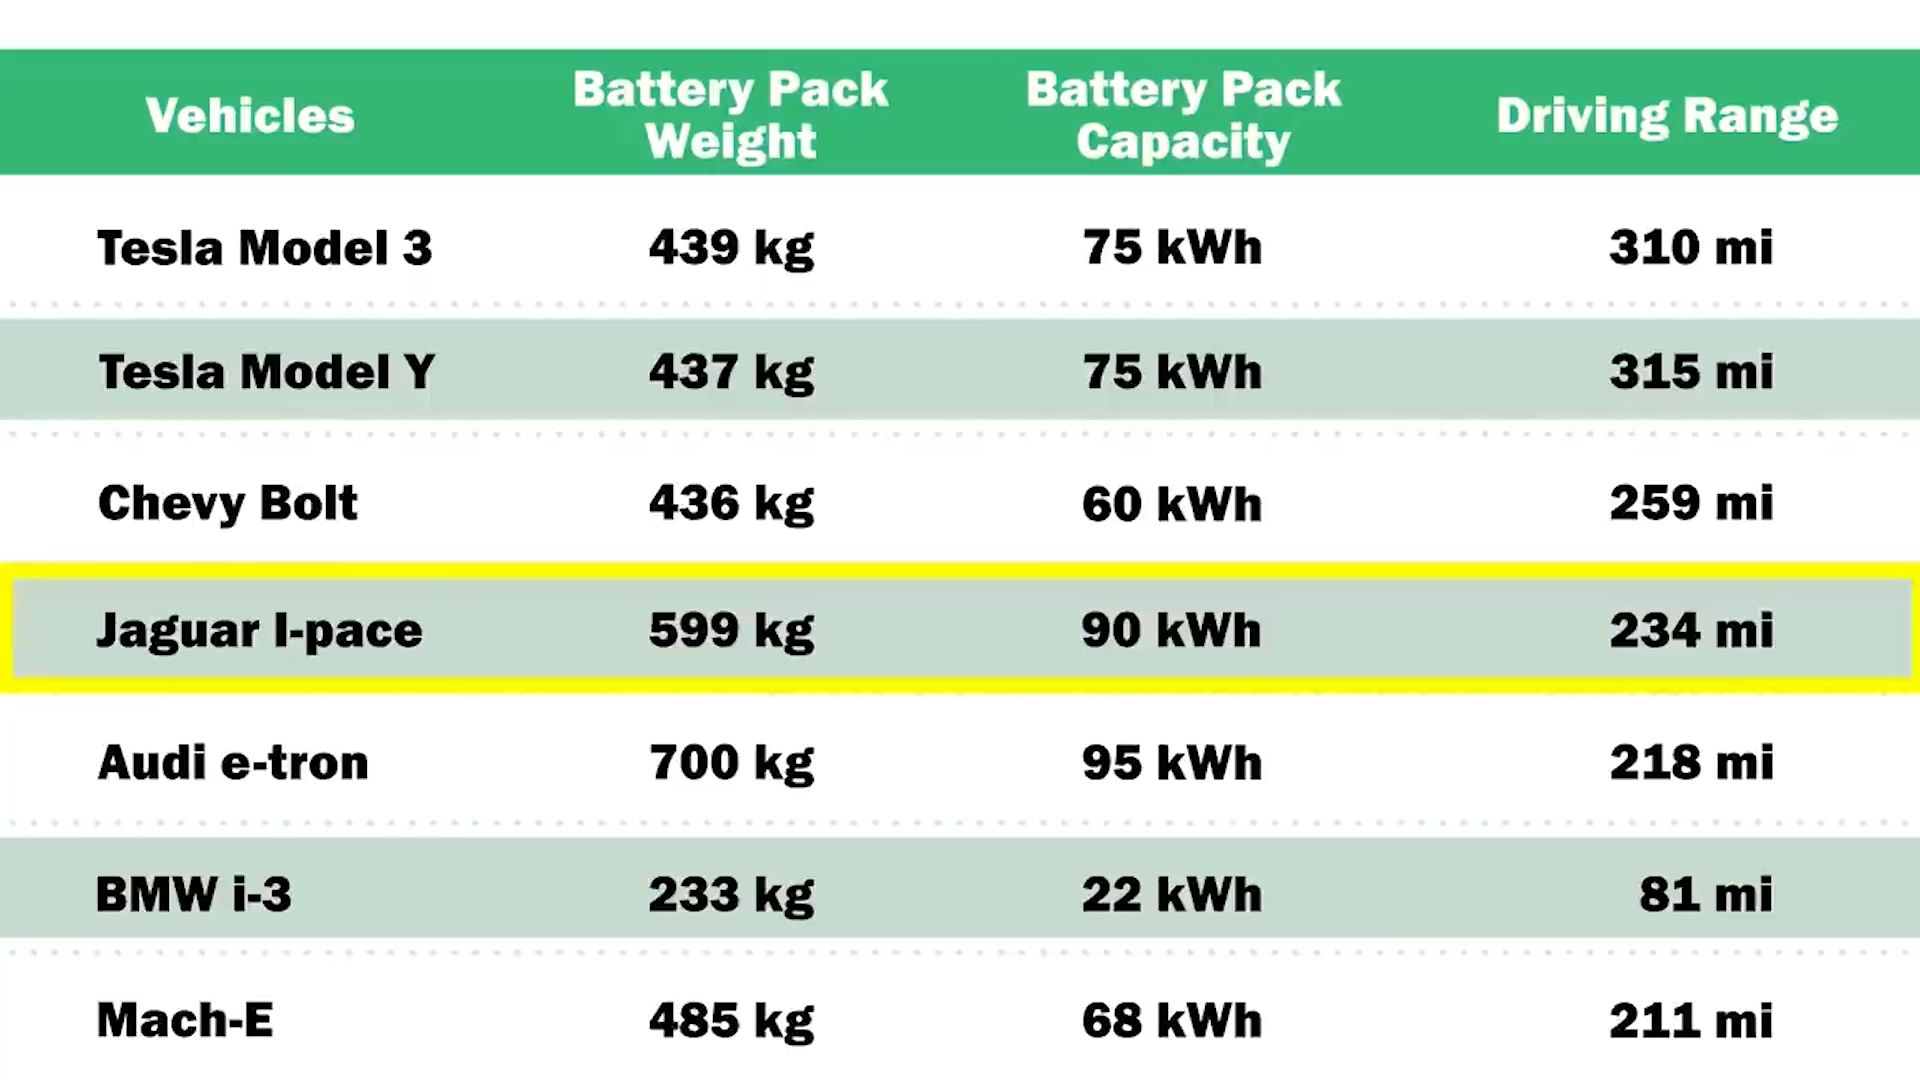 Vehicles Battery Pack Weight Battery Pack Capacity Driving Range
Tesla Model 3 439 kg 75 kWh 310 mi
Tesla Model Y 437 kg 75 kWh 315 mi
Chevy Bolt 436 kg 60 kWh 259 mi
Jaguar I-pace 599 kg 90 kWh 234 mi
Audi e-tron 700 kg 95 kWh 218 mi
BMW i-3 233 kg 22 kWh 81 mi
Mach-E 485 kg 68 kWh 211 mi